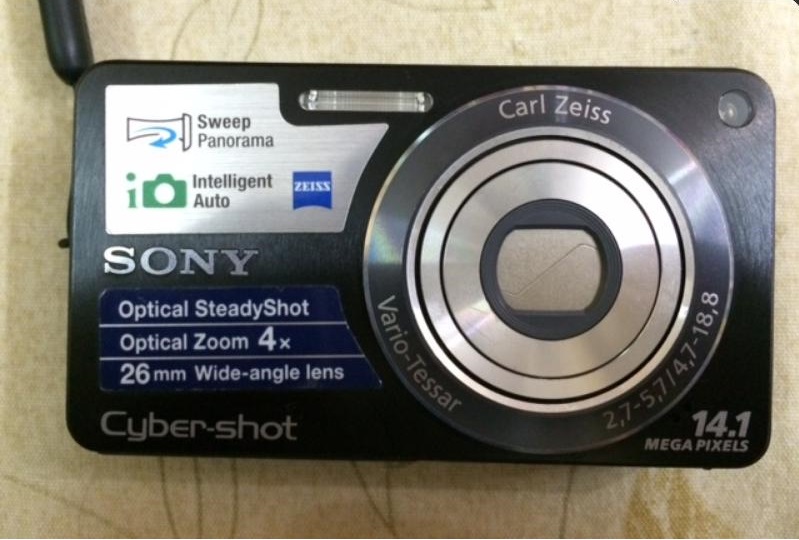 Sweep
Panorama
Intelligent
Auto
ZEISS
SONY
Optical SteadyShot
Optical Zoom 4x
26mm Wide-angle lens
Cyber-shot
Carl Zeiss
Vario-Tessar
2,7-5,7/4,7-18,8
14.1
MEGA PIXELS